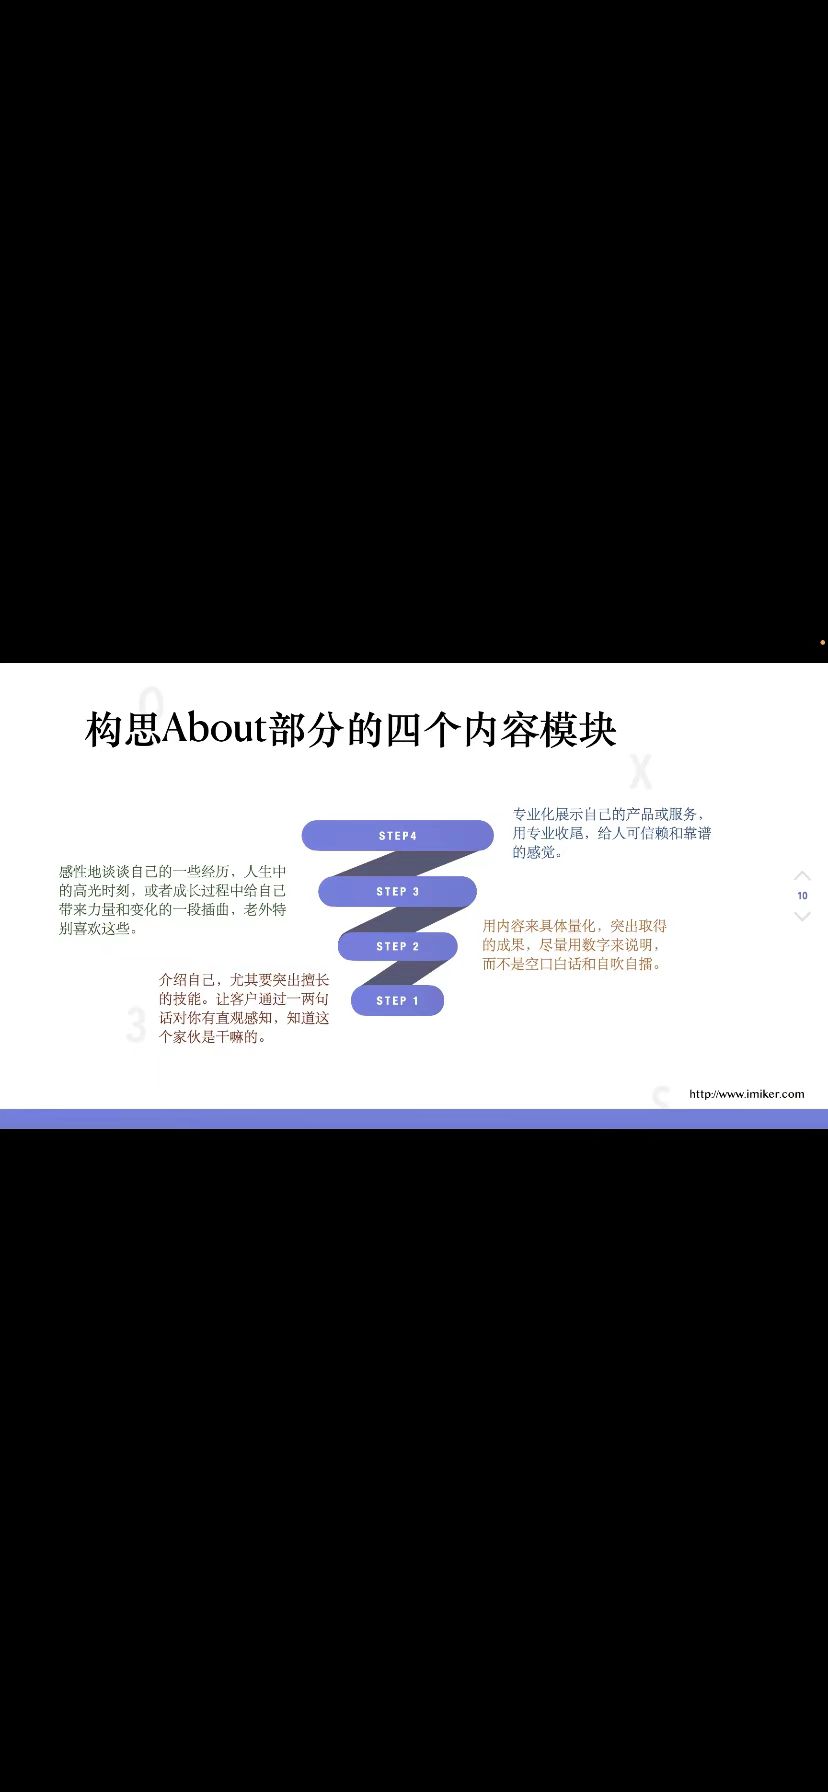 构思About部分的四个内容模块
专业化展示自己的产品或服务，
用专业收尾，给人可信赖和靠谱
的感觉。
STEP4
感性地谈谈自己的一些经历，人生中
的高光时刻，或者成长过程中给自己
带来力量和变化的一段插曲，老外特
别喜欢这些。
STEP 3
10
用内容来具体量化，突出取得
的成果，尽量用数字来说明，
而不是空口白话和自吹自擂。
STEP 2
介绍自己，尤其要突出擅长
的技能。让客户通过一两句
话对你有直观感知，知道这
个家伙是干嘛的。
STEP 1
O
X
3
S
http://www.imiker.com